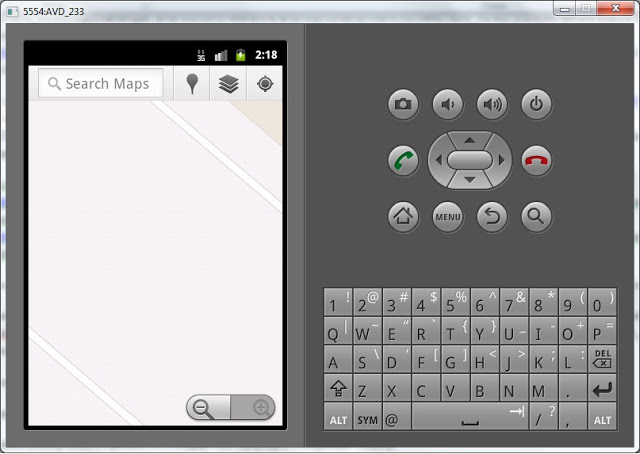 5554:AVD_233
3G 2:18
Search Maps
MENU
1 ! 2 @ 3 # 4 $ 5 % 6 ^ 7 & 8 * 9 ( 0 )
Q | W ~ E " R ` T { Y } U _ I - O + P =
A S \ D ' F [ G ] H < J > K ; L : DEL
Z X C V B N M .
ALT SYM @ / ? , ALT